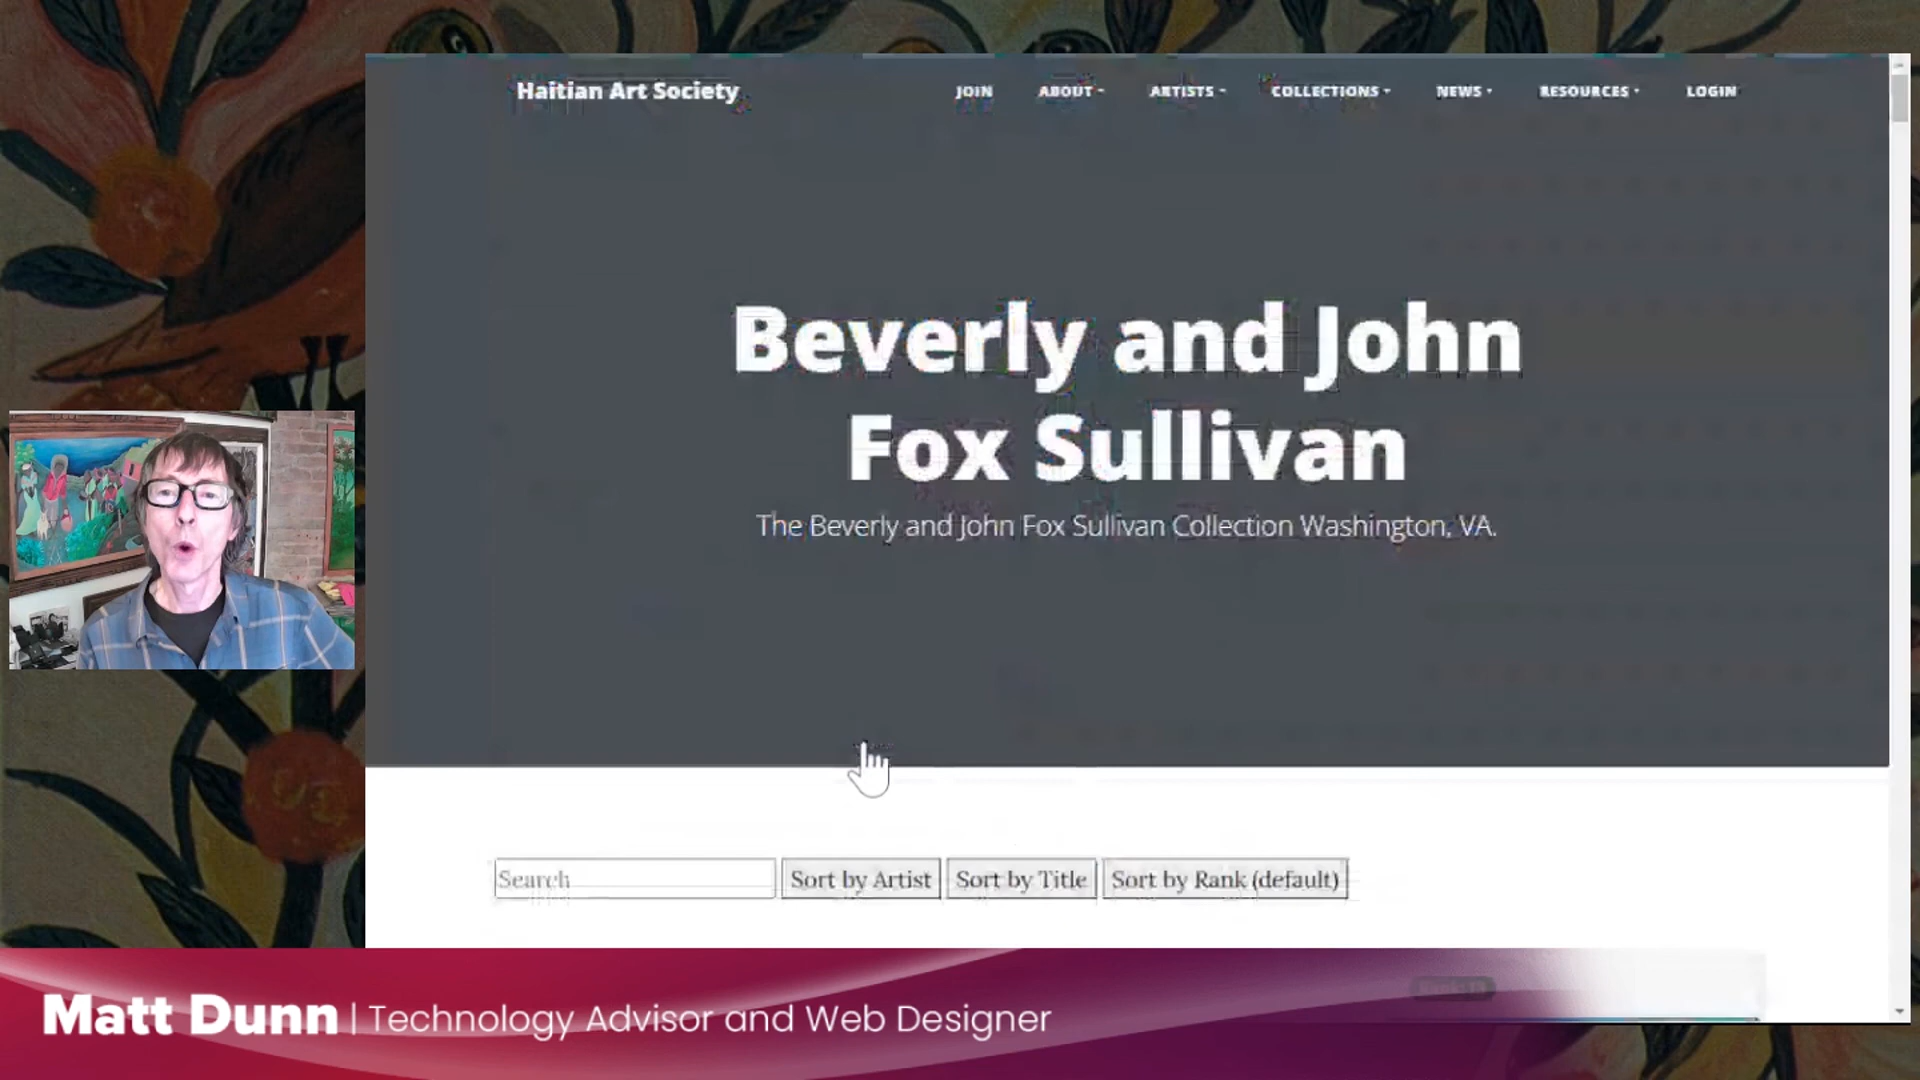 Haitian Art Society
JOIN ABOUT ARTISTS COLLECTIONS NEWS RESOURCES LOGIN
Beverly and John
Fox Sullivan
The Beverly and John Fox Sullivan Collection Washington, VA.
Search Sort by Artist Sort by Title Sort by Rank (default)
Matt Dunn | Technology Advisor and Web Designer